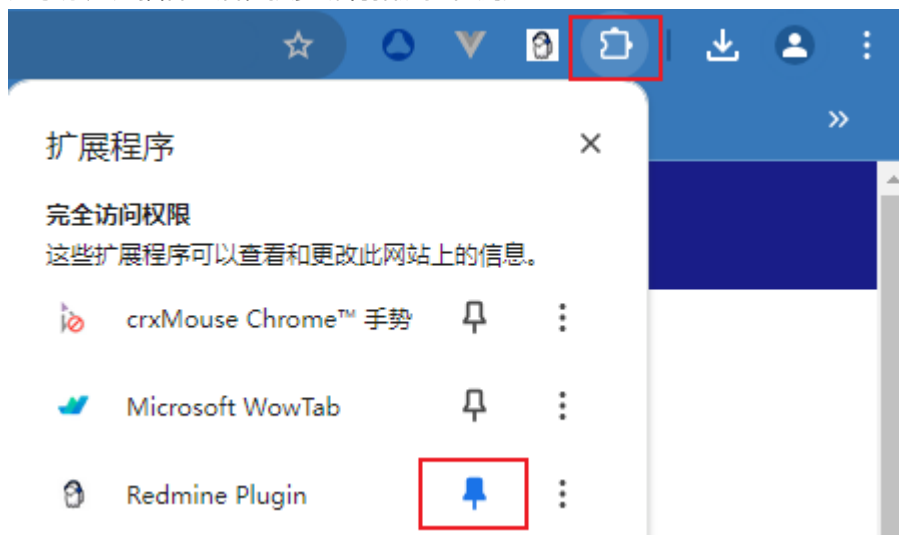 扩展程序
完全访问权限
这些扩展程序可以查看和更改此网站上的信息。
crxMouse Chrome™ 手势
Microsoft WowTab
Redmine Plugin